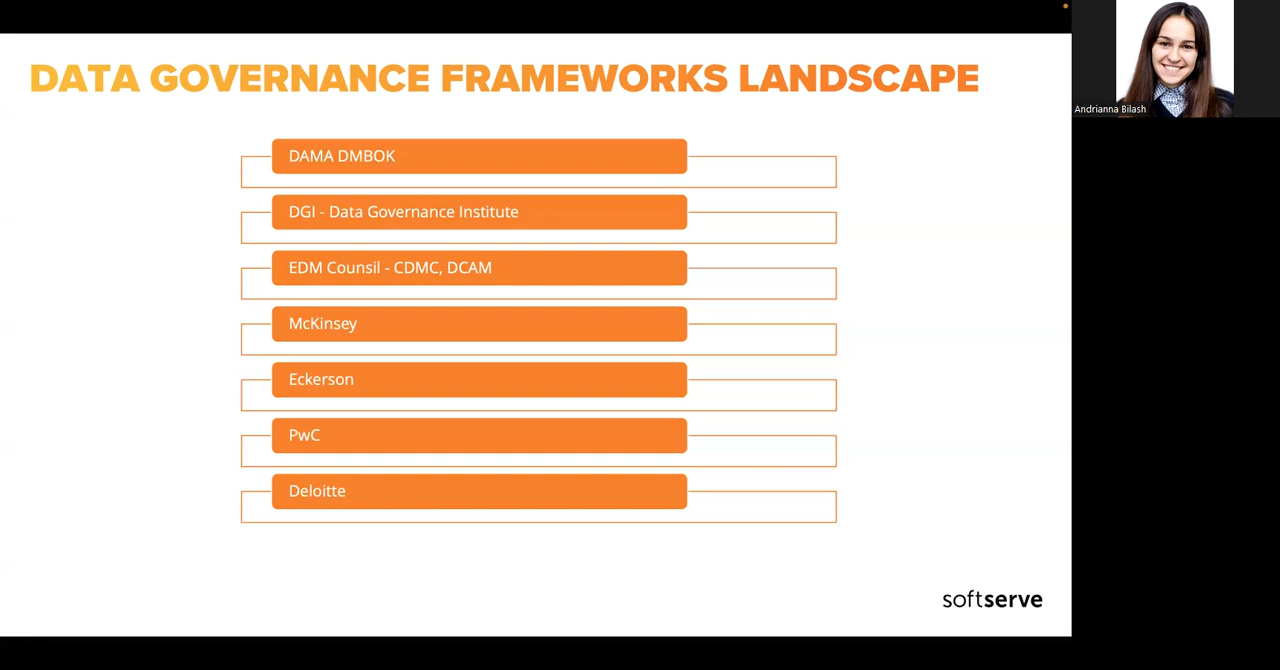 DATA GOVERNANCE FRAMEWORKS LANDSCAPE
Andrianna Bilash
DAMA DMBOK
DGI - Data Governance Institute
EDM Counsil - CDMC, DCAM
McKinsey
Eckerson
PwC
Deloitte
softserve